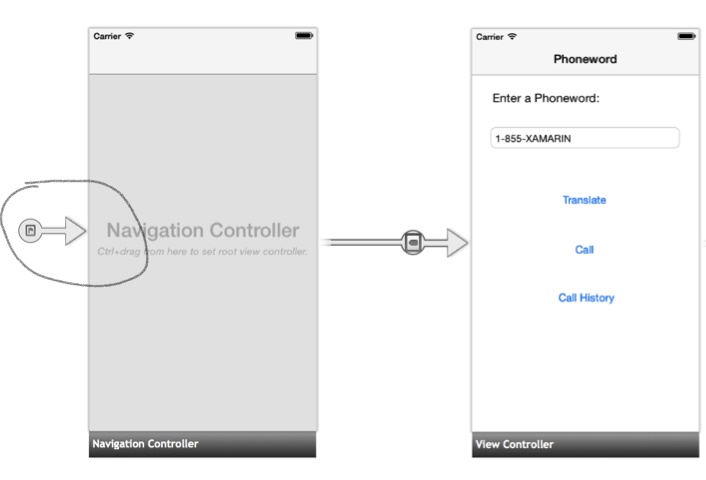 Carrier
Navigation Controller
Ctrl+drag from here to set root view controller.
Navigation Controller
Carrier
Phoneword
Enter a Phoneword:
1-855-XAMARIN
Translate
Call
Call History
View Controller